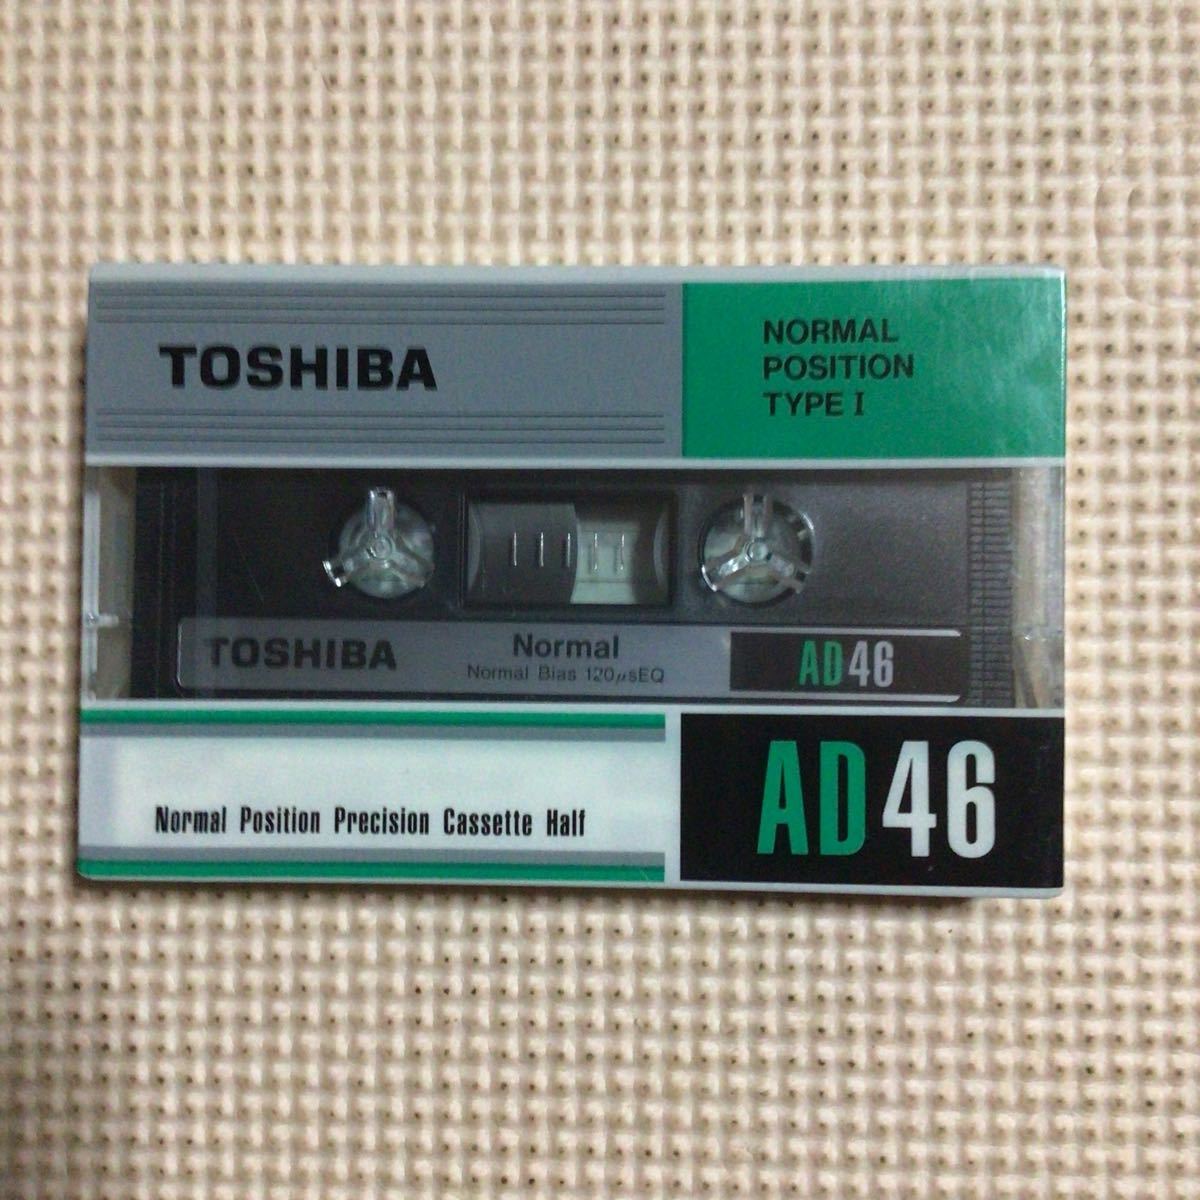 TOSHIBA
NORMAL
POSITION
TYPE I
TOSHIBA
Normal
Normal Bias 120μsEQ
AD46
Normal Position Precision Cassette Half
AD46